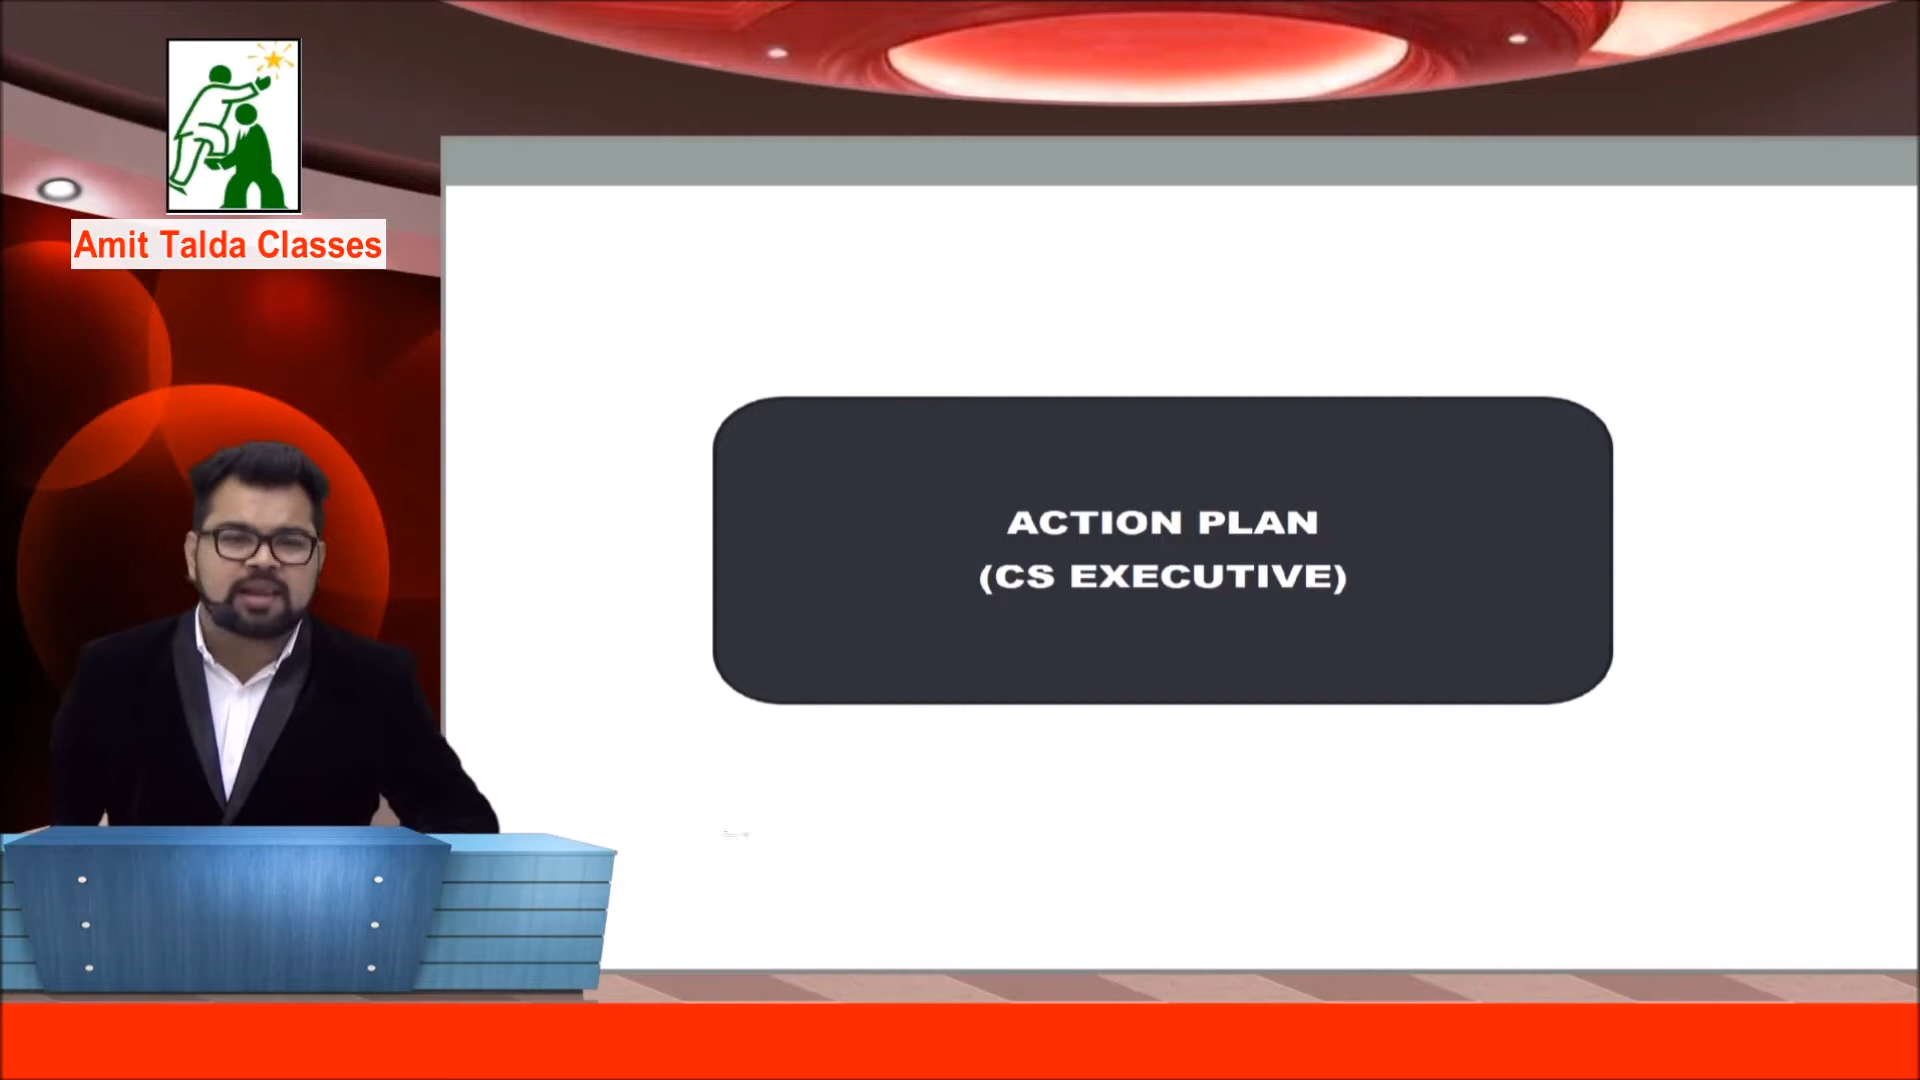 Amit Talda Classes
ACTION PLAN
(CS EXECUTIVE)